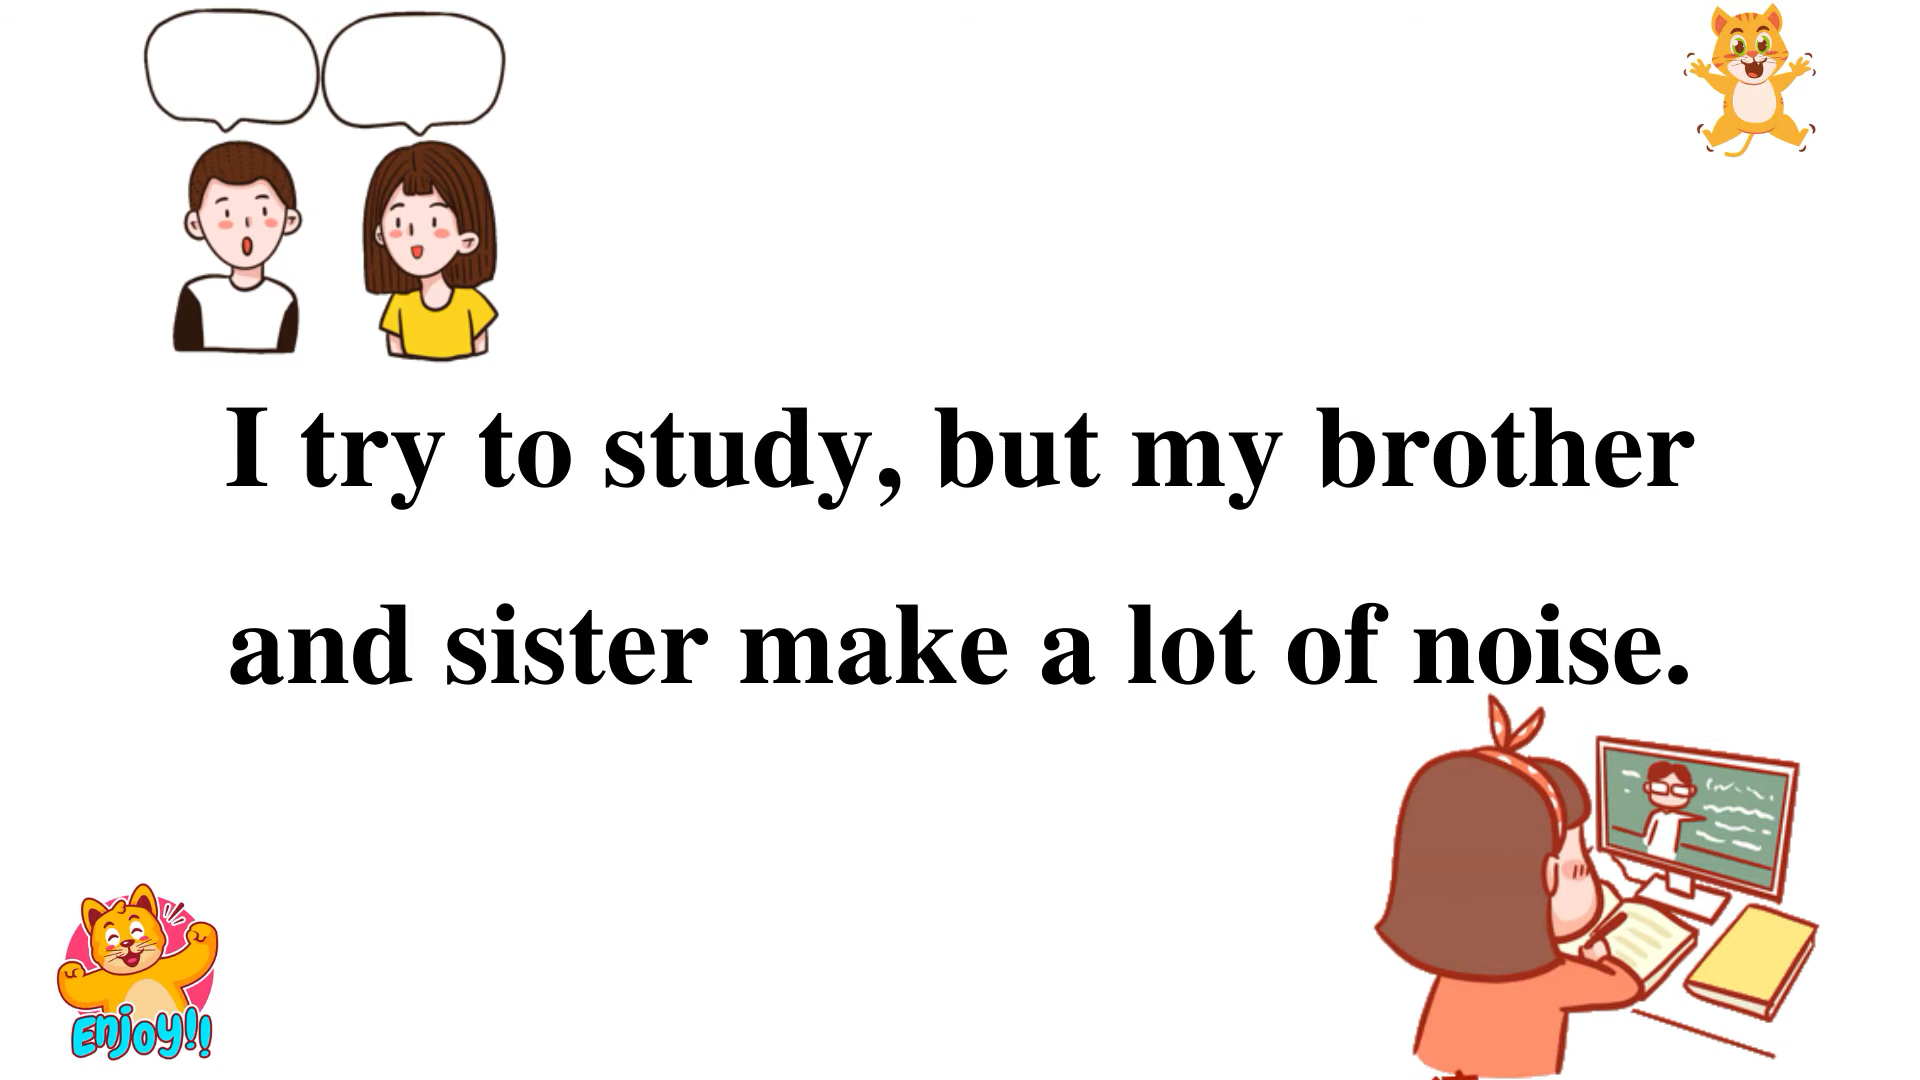 I try to study, but my brother
and sister make a lot of noise.
Enjoy!!